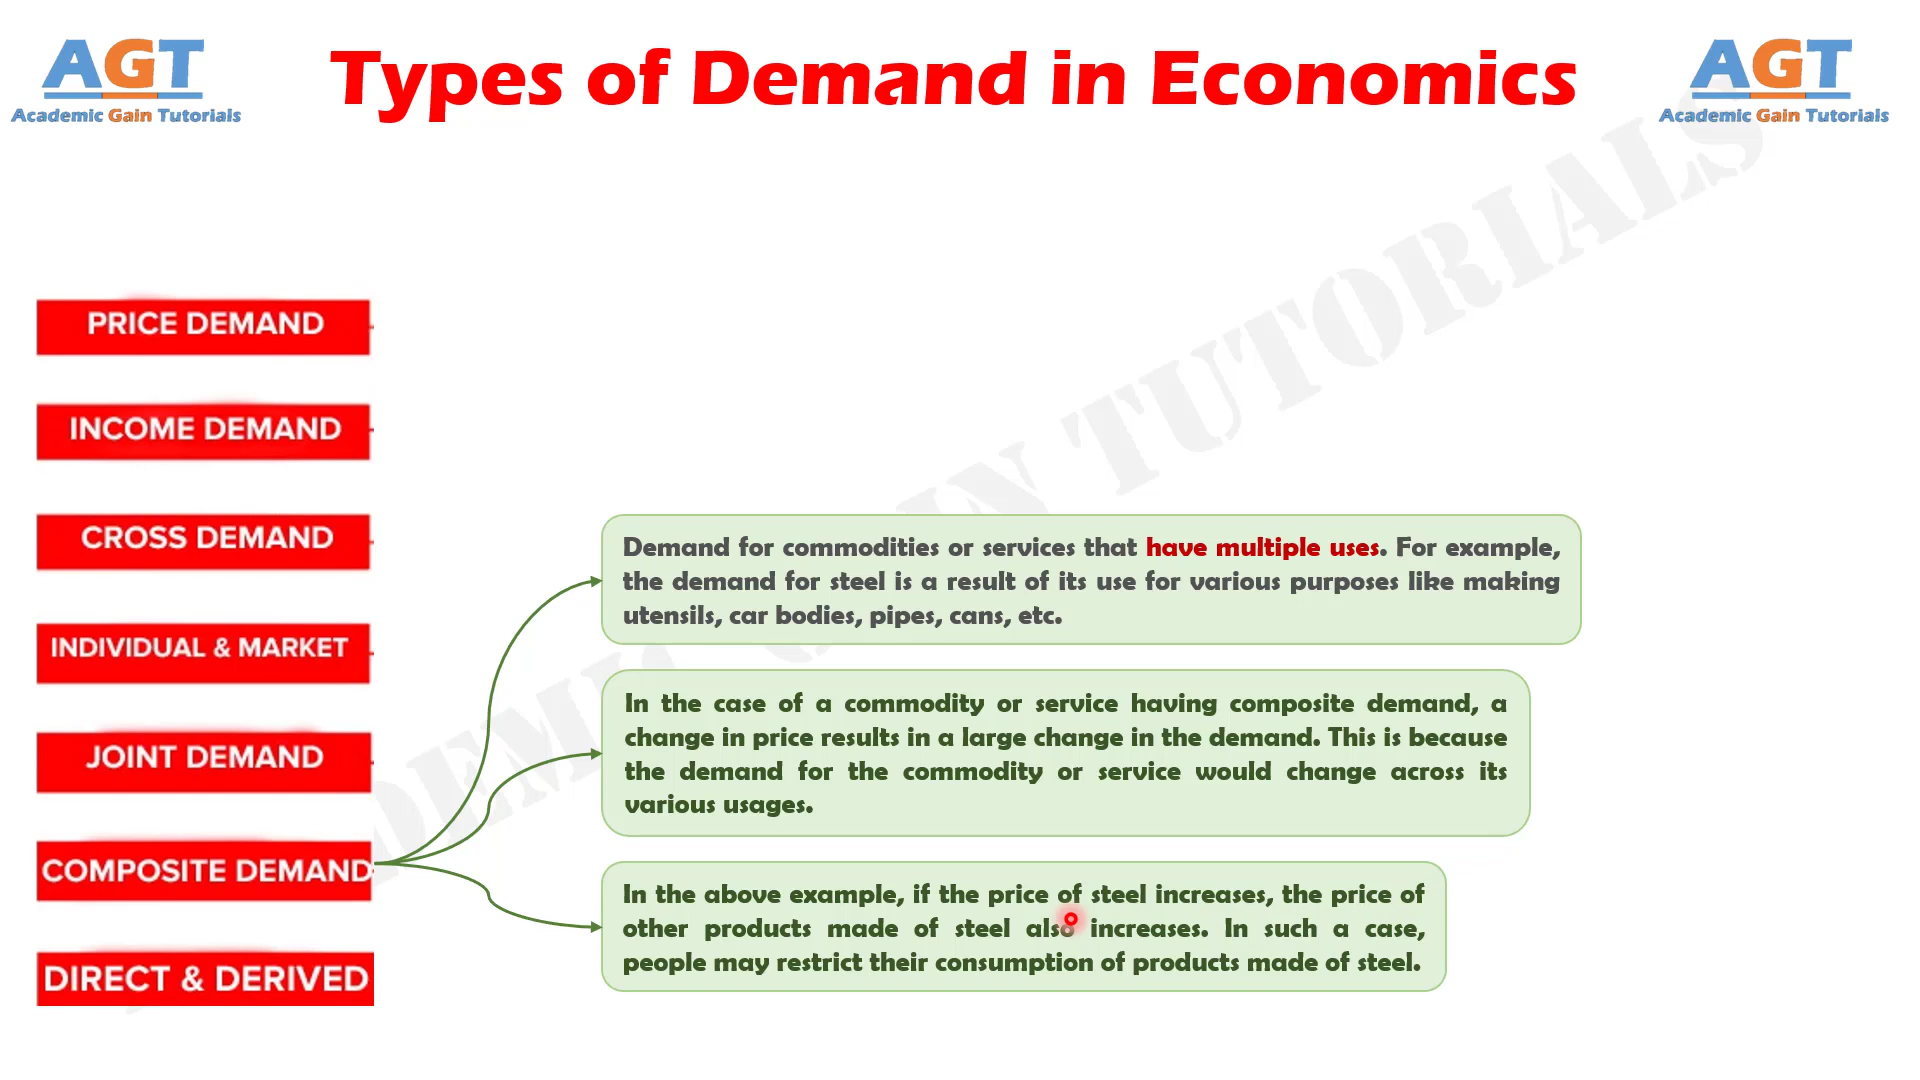 AGT
Academic Gain Tutorials
Types of Demand in Economics
AGT
Academic Gain Tutorials
PRICE DEMAND
INCOME DEMAND
CROSS DEMAND
INDIVIDUAL & MARKET
JOINT DEMAND
COMPOSITE DEMAND
DIRECT & DERIVED
Demand for commodities or services that have multiple uses. For example,
the demand for steel is a result of its use for various purposes like making
utensils, car bodies, pipes, cans, etc.
In the case of a commodity or service having composite demand, a
change in price results in a large change in the demand. This is because
the demand for the commodity or service would change across its
various usages.
In the above example, if the price of steel increases, the price of
other products made of steel also increases. In such a case,
people may restrict their consumption of products made of steel.
TUTORIALS